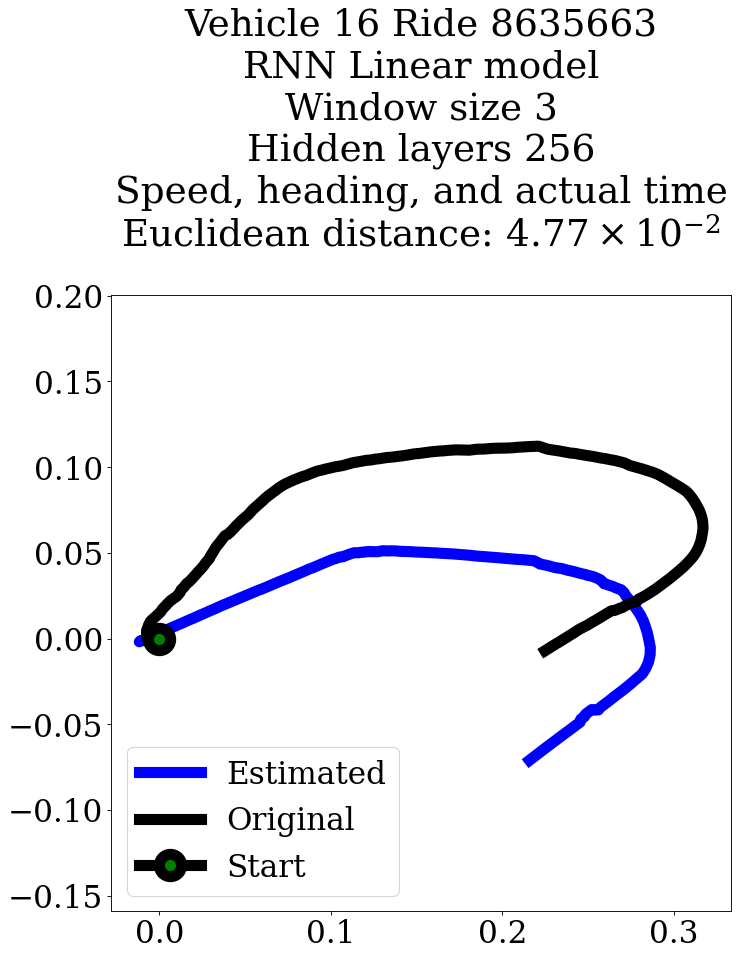 Vehicle 16 Ride 8635663
RNN Linear model
Window size 3
Hidden layers 256
Speed, heading, and actual time
Euclidean distance: 4.77 × 10⁻²
0.20
0.15
0.10
0.05
0.00
−0.05
−0.10
−0.15
Estimated
Original
Start
0.0 0.1 0.2 0.3